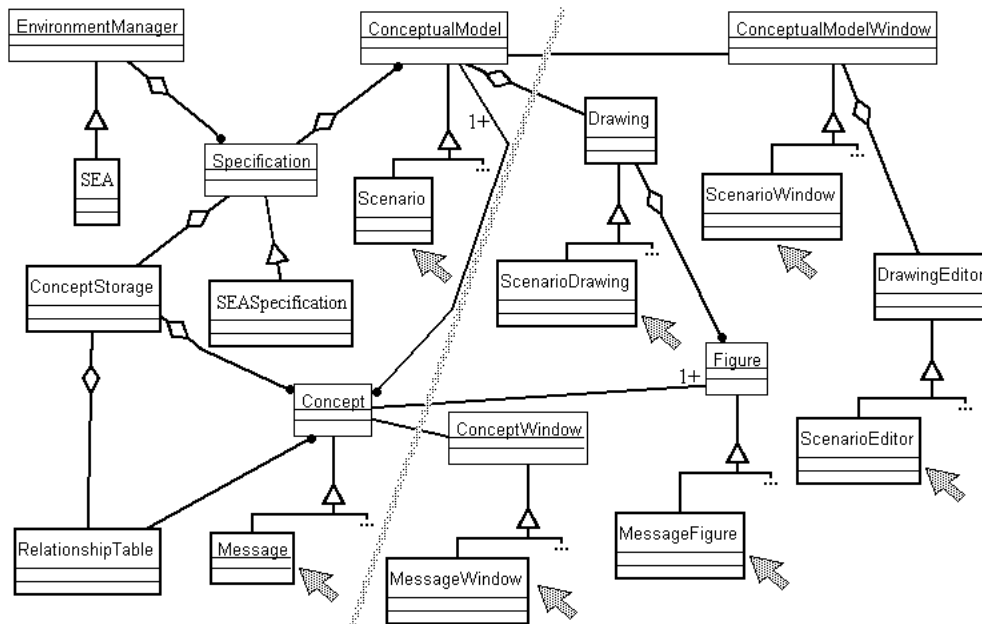 EnvironmentManager
ConceptualModel
ConceptualModelWindow
1+
Drawing
Specification
SEA
Scenario
...
...
...
ScenarioWindow
ConceptStorage
SEASpecification
ScenarioDrawing
DrawingEditor
Figure
1+
Concept
ConceptWindow
...
ScenarioEditor
...
...
...
RelationshipTable
Message
MessageWindow
MessageFigure